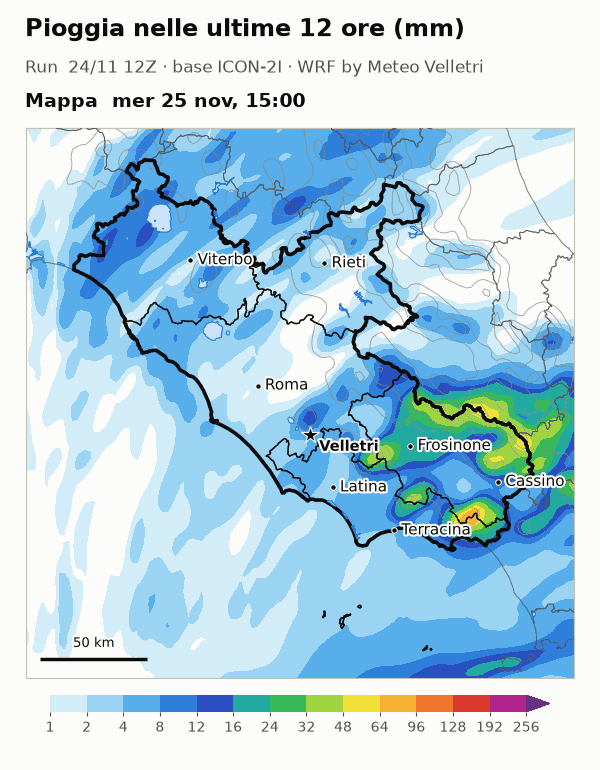 Pioggia nelle ultime 12 ore (mm)
Run  24/11 12Z · base ICON-2I · WRF by Meteo Velletri
Mappa  mer 25 nov, 15:00
Viterbo
Rieti
Roma
Velletri
Frosinone
Latina
Cassino
Terracina
50 km
1 2 4 8 12 16 24 32 48 64 96 128 192 256